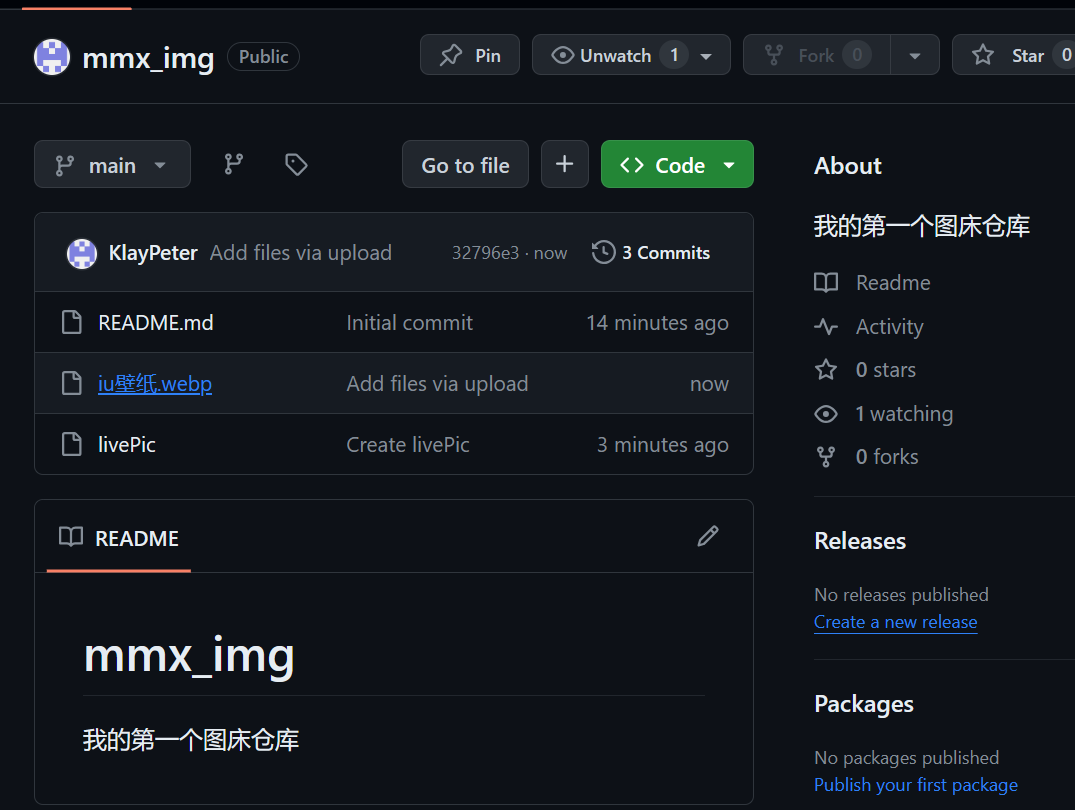 mmx_img Public Pin Unwatch 1 Fork 0 Star 0
main Go to file + Code
KlayPeter Add files via upload 32796e3 · now 3 Commits
README.md Initial commit 14 minutes ago
iu壁纸.webp Add files via upload now
livePic Create livePic 3 minutes ago
README
mmx_img
我的第一个图床仓库
About
我的第一个图床仓库
Readme
Activity
0 stars
1 watching
0 forks
Releases
No releases published
Create a new release
Packages
No packages published
Publish your first package